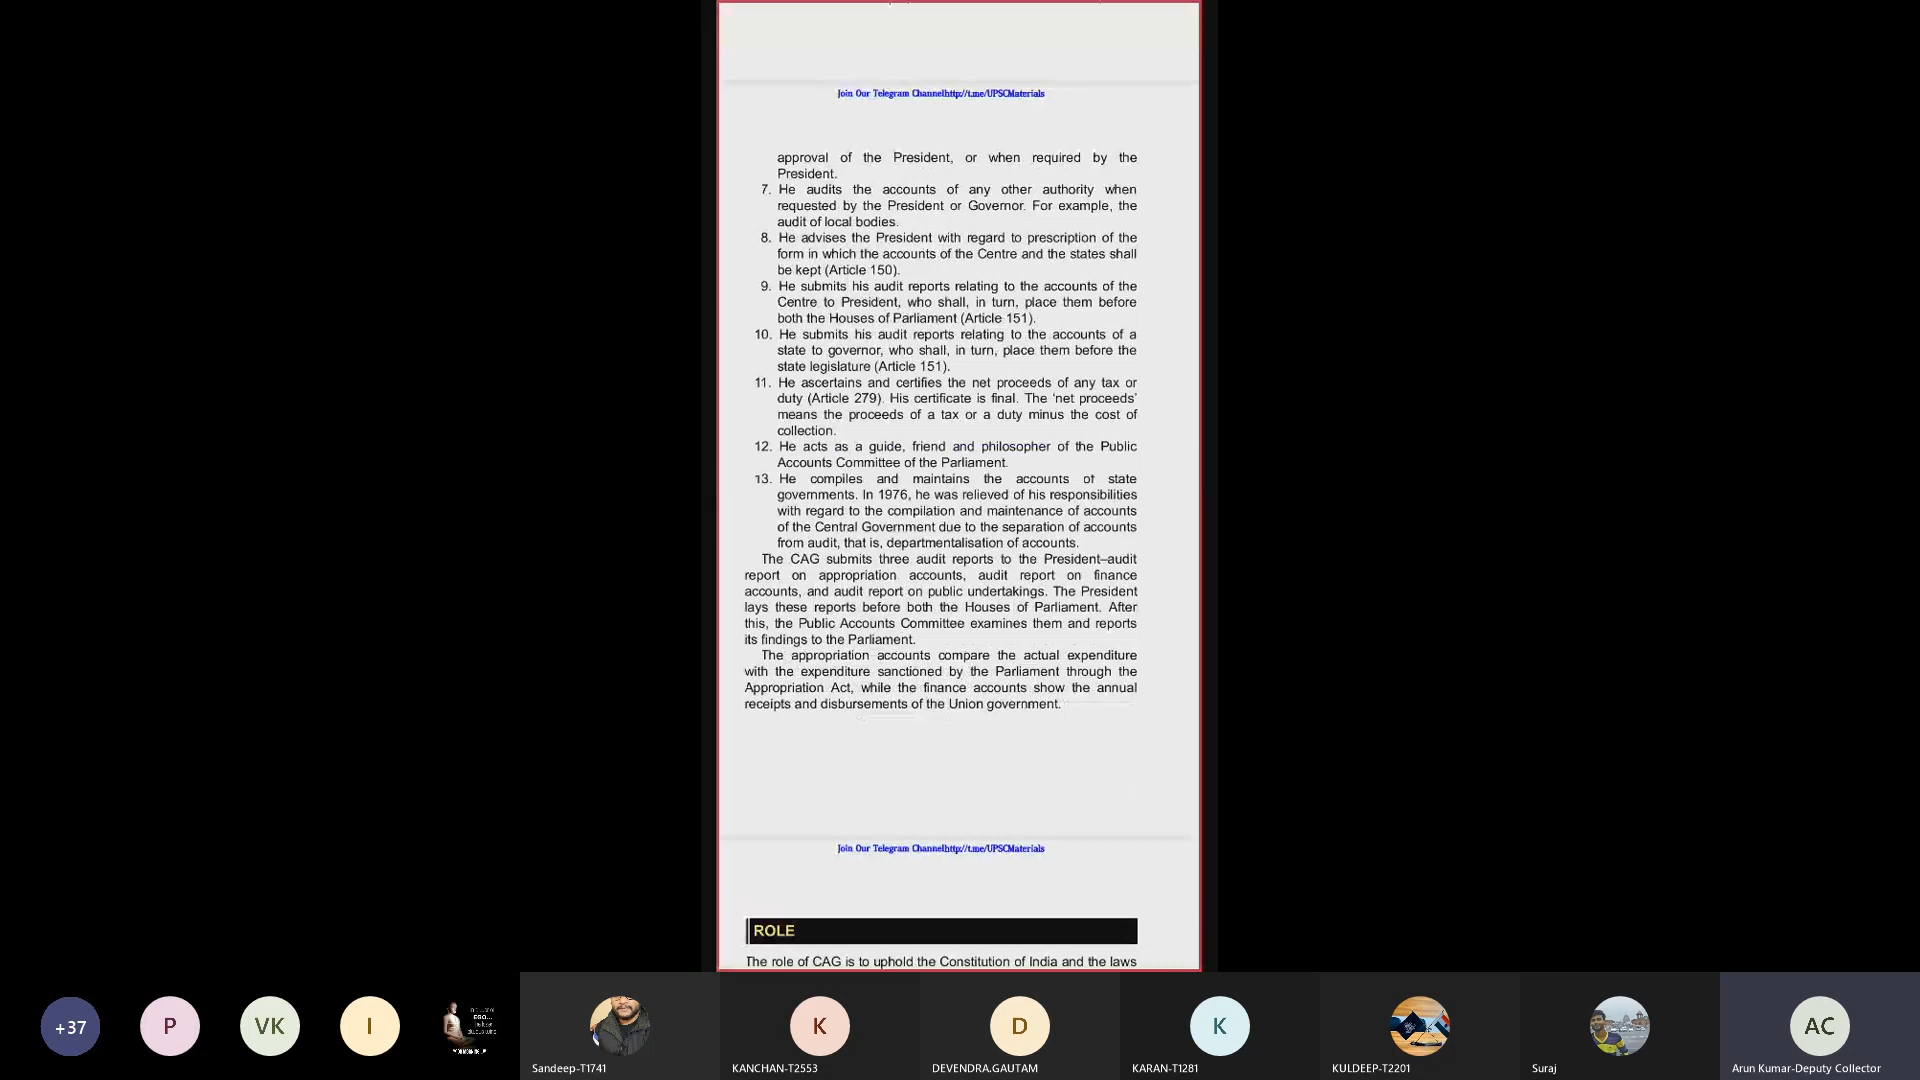 Join Our Telegram Channelhttp://t.me/UPSCMaterials
approval of the President, or when required by the
President.
7. He audits the accounts of any other authority when
requested by the President or Governor. For example, the
audit of local bodies.
8. He advises the President with regard to prescription of the
form in which the accounts of the Centre and the states shall
be kept (Article 150).
9. He submits his audit reports relating to the accounts of the
Centre to President, who shall, in turn, place them before
both the Houses of Parliament (Article 151).
10. He submits his audit reports relating to the accounts of a
state to governor, who shall, in turn, place them before the
state legislature (Article 151).
11. He ascertains and certifies the net proceeds of any tax or
duty (Article 279). His certificate is final. The ‘net proceeds’
means the proceeds of a tax or a duty minus the cost of
collection.
12. He acts as a guide, friend and philosopher of the Public
Accounts Committee of the Parliament.
13. He compiles and maintains the accounts of state
governments. In 1976, he was relieved of his responsibilities
with regard to the compilation and maintenance of accounts
of the Central Government due to the separation of accounts
from audit, that is, departmentalisation of accounts.
The CAG submits three audit reports to the President–audit
report on appropriation accounts, audit report on finance
accounts, and audit report on public undertakings. The President
lays these reports before both the Houses of Parliament. After
this, the Public Accounts Committee examines them and reports
its findings to the Parliament.
The appropriation accounts compare the actual expenditure
with the expenditure sanctioned by the Parliament through the
Appropriation Act, while the finance accounts show the annual
receipts and disbursements of the Union government.
Join Our Telegram Channelhttp://t.me/UPSCMaterials
ROLE
The role of CAG is to uphold the Constitution of India and the laws
+37
P
VK
I
EGO...
K
D
K
AC
Sandeep-T1741
KANCHAN-T2553
DEVENDRA.GAUTAM
KARAN-T1281
KULDEEP-T2201
Suraj
Arun Kumar-Deputy Collector